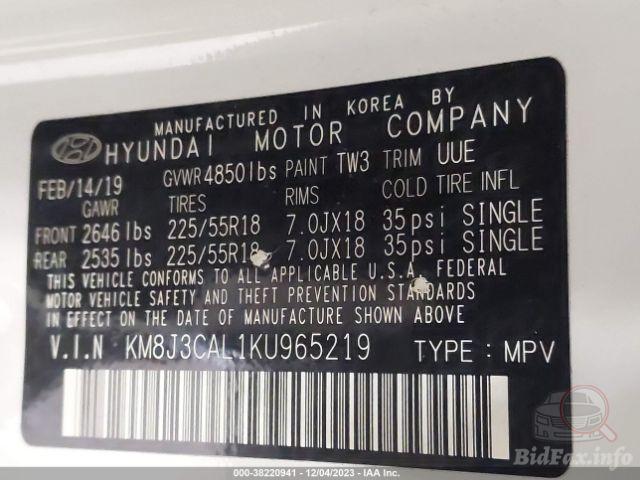 MANUFACTURED IN KOREA BY
HYUNDAI MOTOR COMPANY
FEB/14/19 GVWR 4850lbs PAINT TW3 TRIM UUE
GAWR TIRES RIMS COLD TIRE INFL
FRONT 2646 lbs 225/55R18 7.0JX18 35psi SINGLE
REAR 2535 lbs 225/55R18 7.0JX18 35psi SINGLE
THIS VEHICLE CONFORMS TO ALL APPLICABLE U.S.A. FEDERAL
MOTOR VEHICLE SAFETY AND THEFT PREVENTION STANDARDS
IN EFFECT ON THE DATE OF MANUFACTURE SHOWN ABOVE.
V.I.N KM8J3CAL1KU965219 TYPE : MPV
BidFax.info
000-38220941 - 12/04/2023 - IAA Inc.